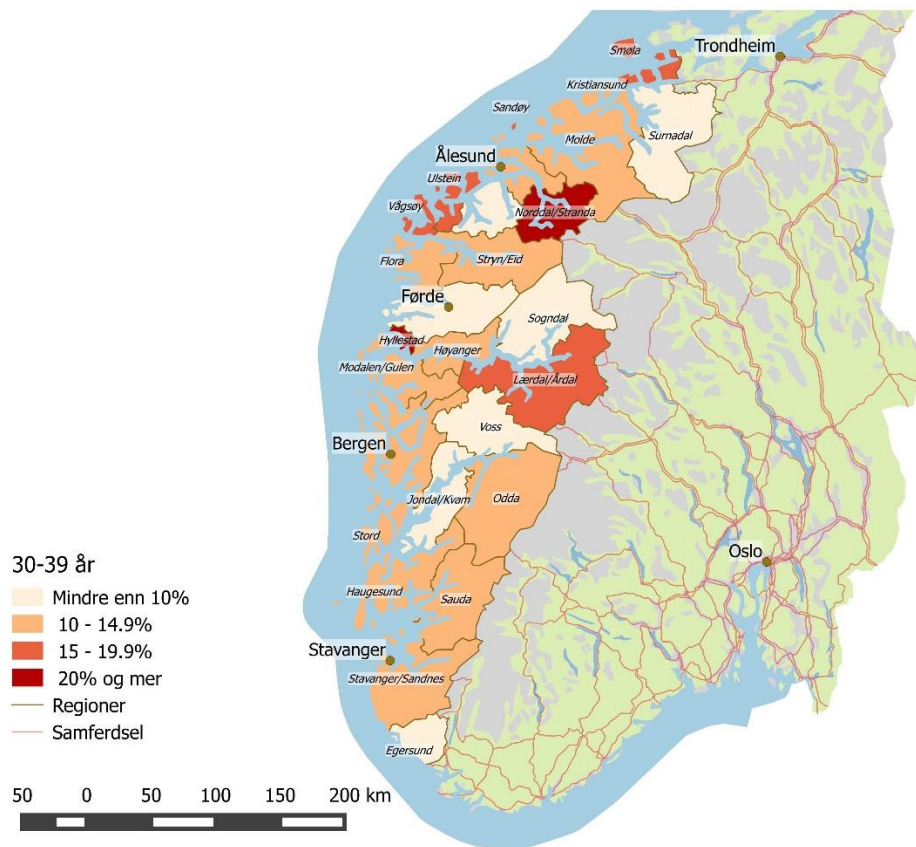 Trondheim
Smøla
Kristiansund
Sandøy
Molde
Surnadal
Ålesund
Ulstein
Vågsøy
Norddal/Stranda
Flora
Stryn/Eid
Førde
Sogndal
Hyllestad
Høyanger
Modalen/Gulen
Lærdal/Årdal
Voss
Bergen
Jondal/Kvam
Odda
Stord
Oslo
Haugesund
Sauda
Stavanger
Stavanger/Sandnes
Egersund
30-39 år
Mindre enn 10%
10 - 14.9%
15 - 19.9%
20% og mer
Regioner
Samferdsel
50 0 50 100 150 200 km